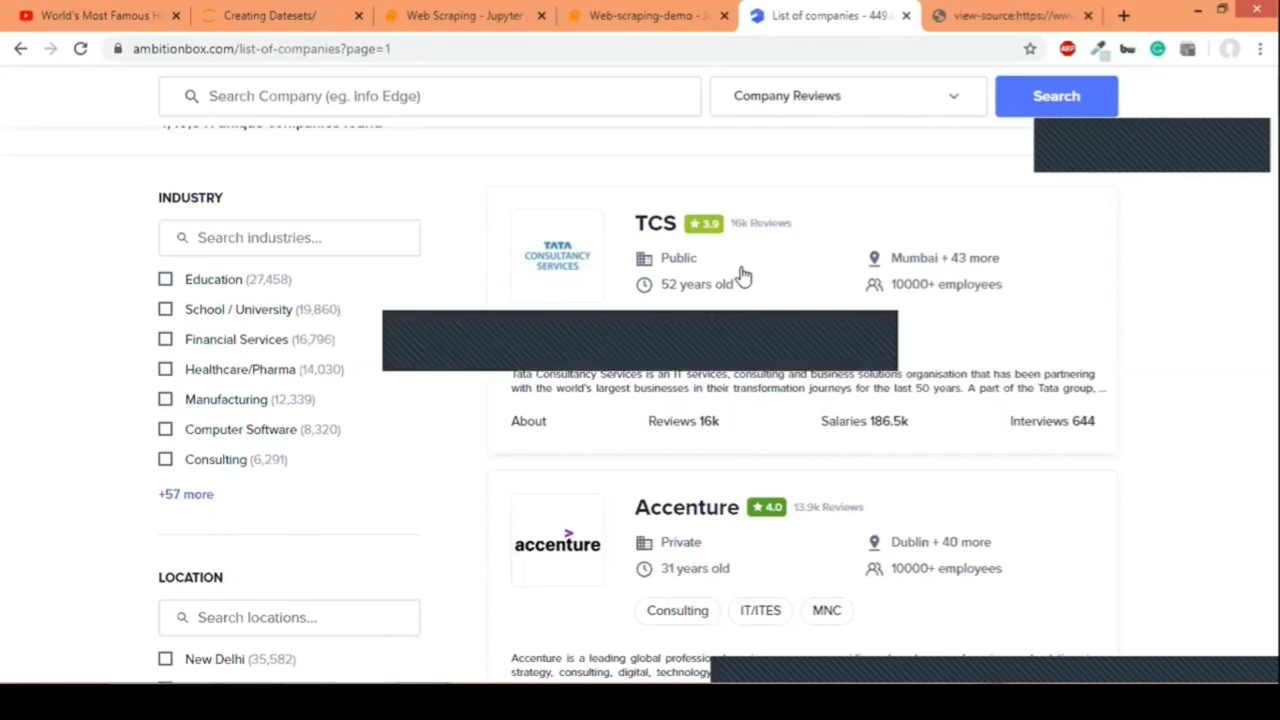 World's Most Famous H
Creating Datesets/
Web Scraping - Jupyter
Web-scraping-demo - J
List of companies - 449
view-source:https://ww
ambitionbox.com/list-of-companies?page=1
ABP
Search Company (eg. Info Edge)
Company Reviews
Search
unique companies found
INDUSTRY
Search industries...
Education (27,458)
School / University (19,860)
Financial Services (16,796)
Healthcare/Pharma (14,030)
Manufacturing (12,339)
Computer Software (8,320)
Consulting (6,291)
+57 more
LOCATION
Search locations...
New Delhi (35,582)
TATA
CONSULTANCY
SERVICES
TCS ★ 3.9 16k Reviews
Public
Mumbai + 43 more
52 years old
10000+ employees
Tata Consultancy Services is an IT services, consulting and business solutions organisation that has been partnering
with the world's largest businesses in their transformation journeys for the last 50 years. A part of the Tata group, ...
About
Reviews 16k
Salaries 186.5k
Interviews 644
accenture
Accenture ★ 4.0 13.9k Reviews
Private
Dublin + 40 more
31 years old
10000+ employees
Consulting
IT/ITES
MNC
Accenture is a leading global
strategy, consulting, digital, technology